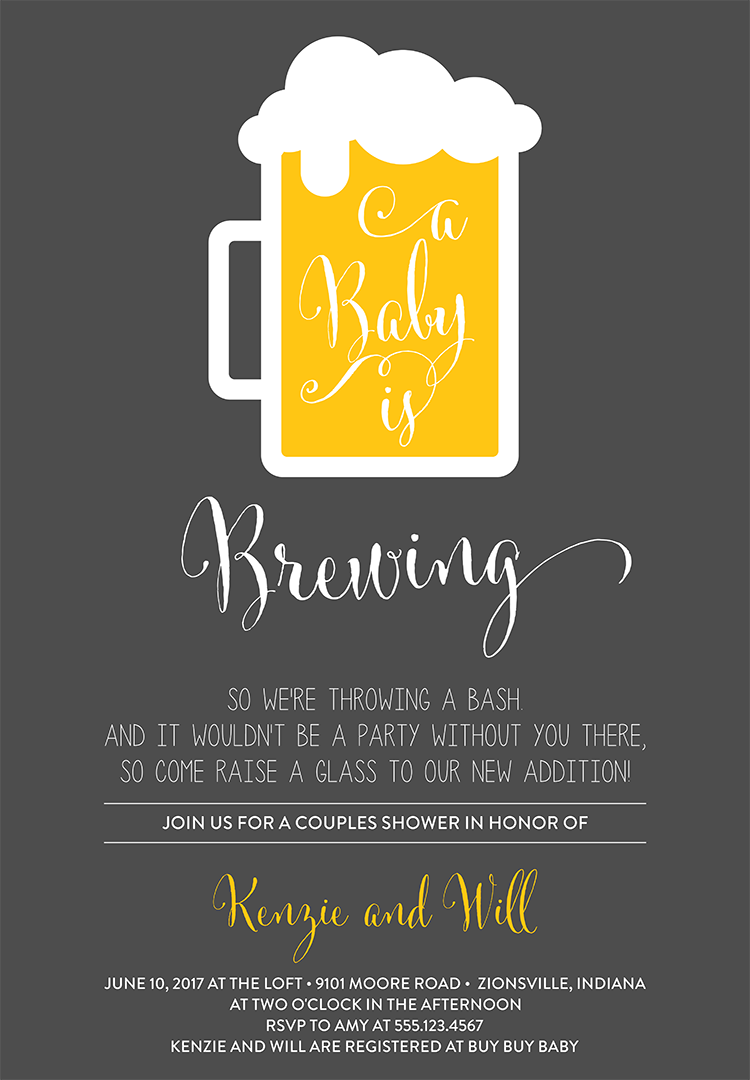 a
Baby
is
Brewing
SO WE'RE THROWING A BASH.
AND IT WOULDN'T BE A PARTY WITHOUT YOU THERE,
SO COME RAISE A GLASS TO OUR NEW ADDITION!
JOIN US FOR A COUPLES SHOWER IN HONOR OF
Kenzie and Will
JUNE 10, 2017 AT THE LOFT • 9101 MOORE ROAD • ZIONSVILLE, INDIANA
AT TWO O'CLOCK IN THE AFTERNOON
RSVP TO AMY AT 555.123.4567
KENZIE AND WILL ARE REGISTERED AT BUY BUY BABY